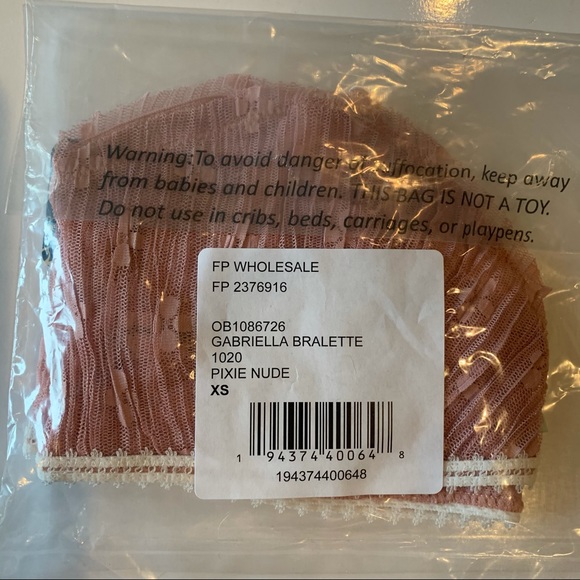 Warning:To avoid danger of suffocation, keep away
from babies and children. THIS BAG IS NOT A TOY.
Do not use in cribs, beds, carriages, or playpens.
FP WHOLESALE
FP 2376916
OB1086726
GABRIELLA BRALETTE
1020
PIXIE NUDE
XS
1 94374 40064 8
194374400648